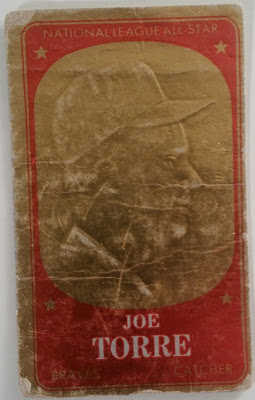 NATIONAL LEAGUE ALL-STAR
JOE
TORRE
BRAVES CATCHER